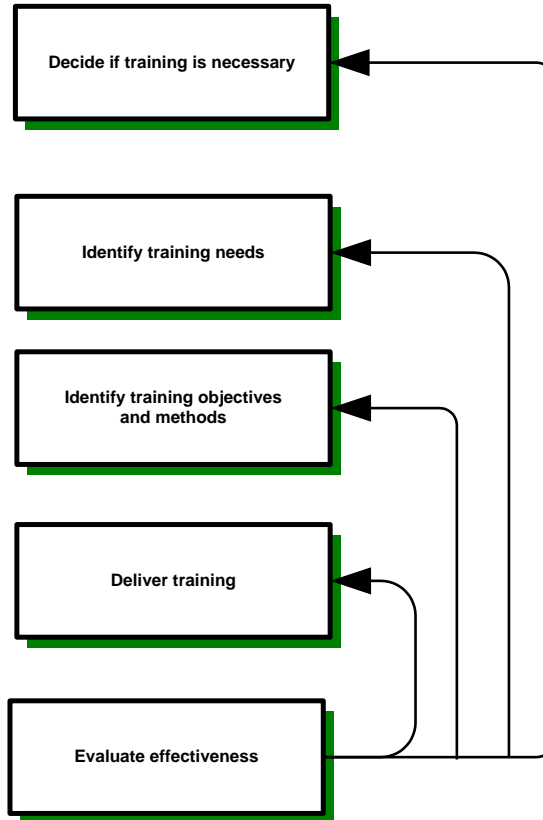 Decide if training is necessary
Identify training needs
Identify training objectives
and methods
Deliver training
Evaluate effectiveness